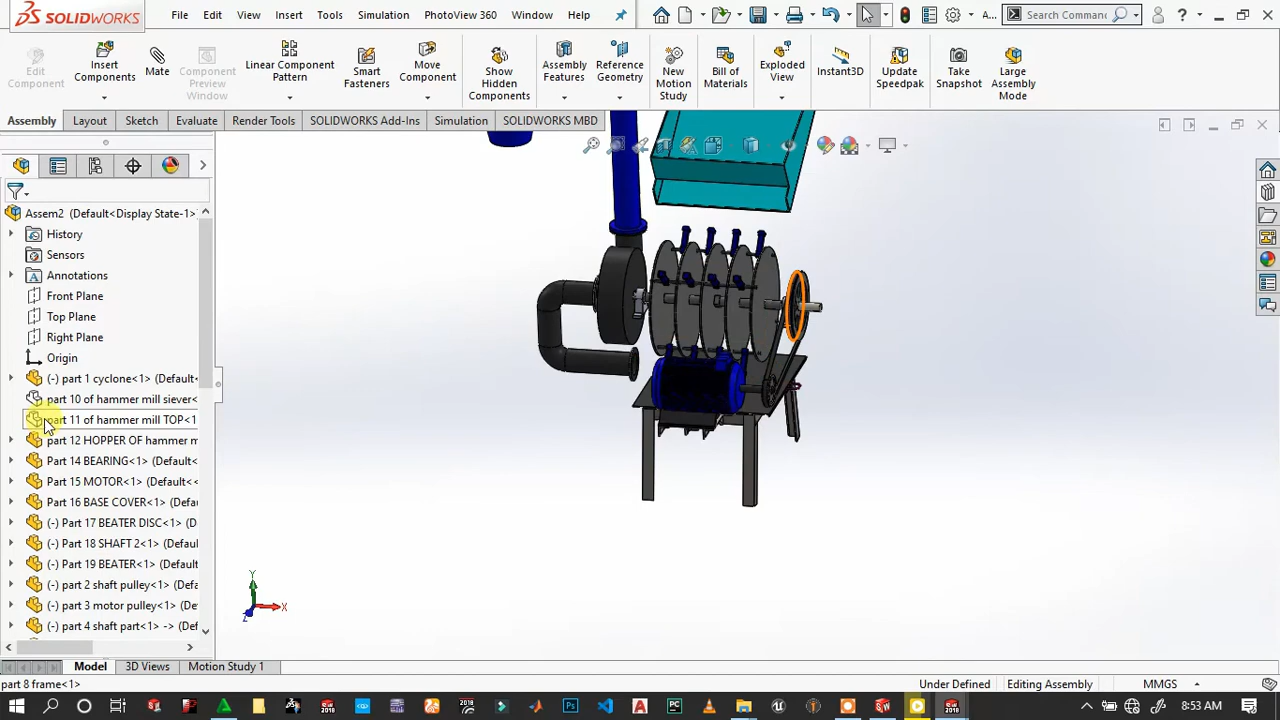 SOLIDWORKS
File Edit View Insert Tools Simulation PhotoView 360 Window Help
A...
Search Comman
Edit Component
Insert Components
Mate
Component Preview Window
Linear Component Pattern
Smart Fasteners
Move Component
Show Hidden Components
Assembly Features
Reference Geometry
New Motion Study
Bill of Materials
Exploded View
Instant3D
Update Speedpak
Take Snapshot
Large Assembly Mode
Assembly Layout Sketch Evaluate Render Tools SOLIDWORKS Add-Ins Simulation SOLIDWORKS MBD
Assem2 (Default<Display State-1>
History
Sensors
Annotations
Front Plane
Top Plane
Right Plane
Origin
(-) part 1 cyclone<1> (Default<
part 10 of hammer mill siever<
part 11 of hammer mill TOP<1
part 12 HOPPER OF hammer m
Part 14 BEARING<1> (Default<
Part 15 MOTOR<1> (Default<<
Part 16 BASE COVER<1> (Defau
(-) Part 17 BEATER DISC<1> (D
(-) Part 18 SHAFT 2<1> (Default
(-) Part 19 BEATER<1> (Default
(-) part 2 shaft pulley<1> (Defa
(-) part 3 motor pulley<1> (De
(-) part 4 shaft part<1> -> (Def
Y
X
Z
Model 3D Views Motion Study 1
part 8 frame<1>
Under Defined Editing Assembly MMGS
8:53 AM